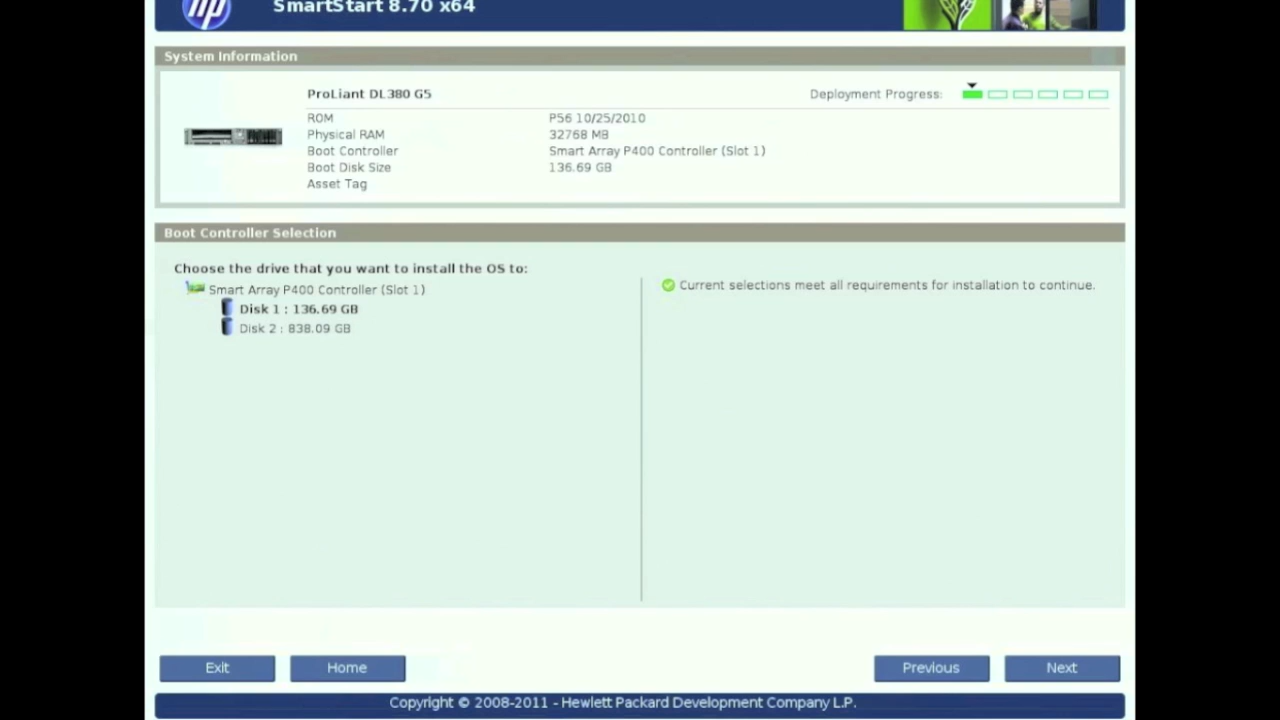 hp
SmartStart 8.70 x64
System Information
ProLiant DL380 G5
Deployment Progress:
ROM P56 10/25/2010
Physical RAM 32768 MB
Boot Controller Smart Array P400 Controller (Slot 1)
Boot Disk Size 136.69 GB
Asset Tag
Boot Controller Selection
Choose the drive that you want to install the OS to:
Smart Array P400 Controller (Slot 1)
Disk 1 : 136.69 GB
Disk 2 : 838.09 GB
Current selections meet all requirements for installation to continue.
Exit Home Previous Next
Copyright © 2008-2011 - Hewlett Packard Development Company L.P.